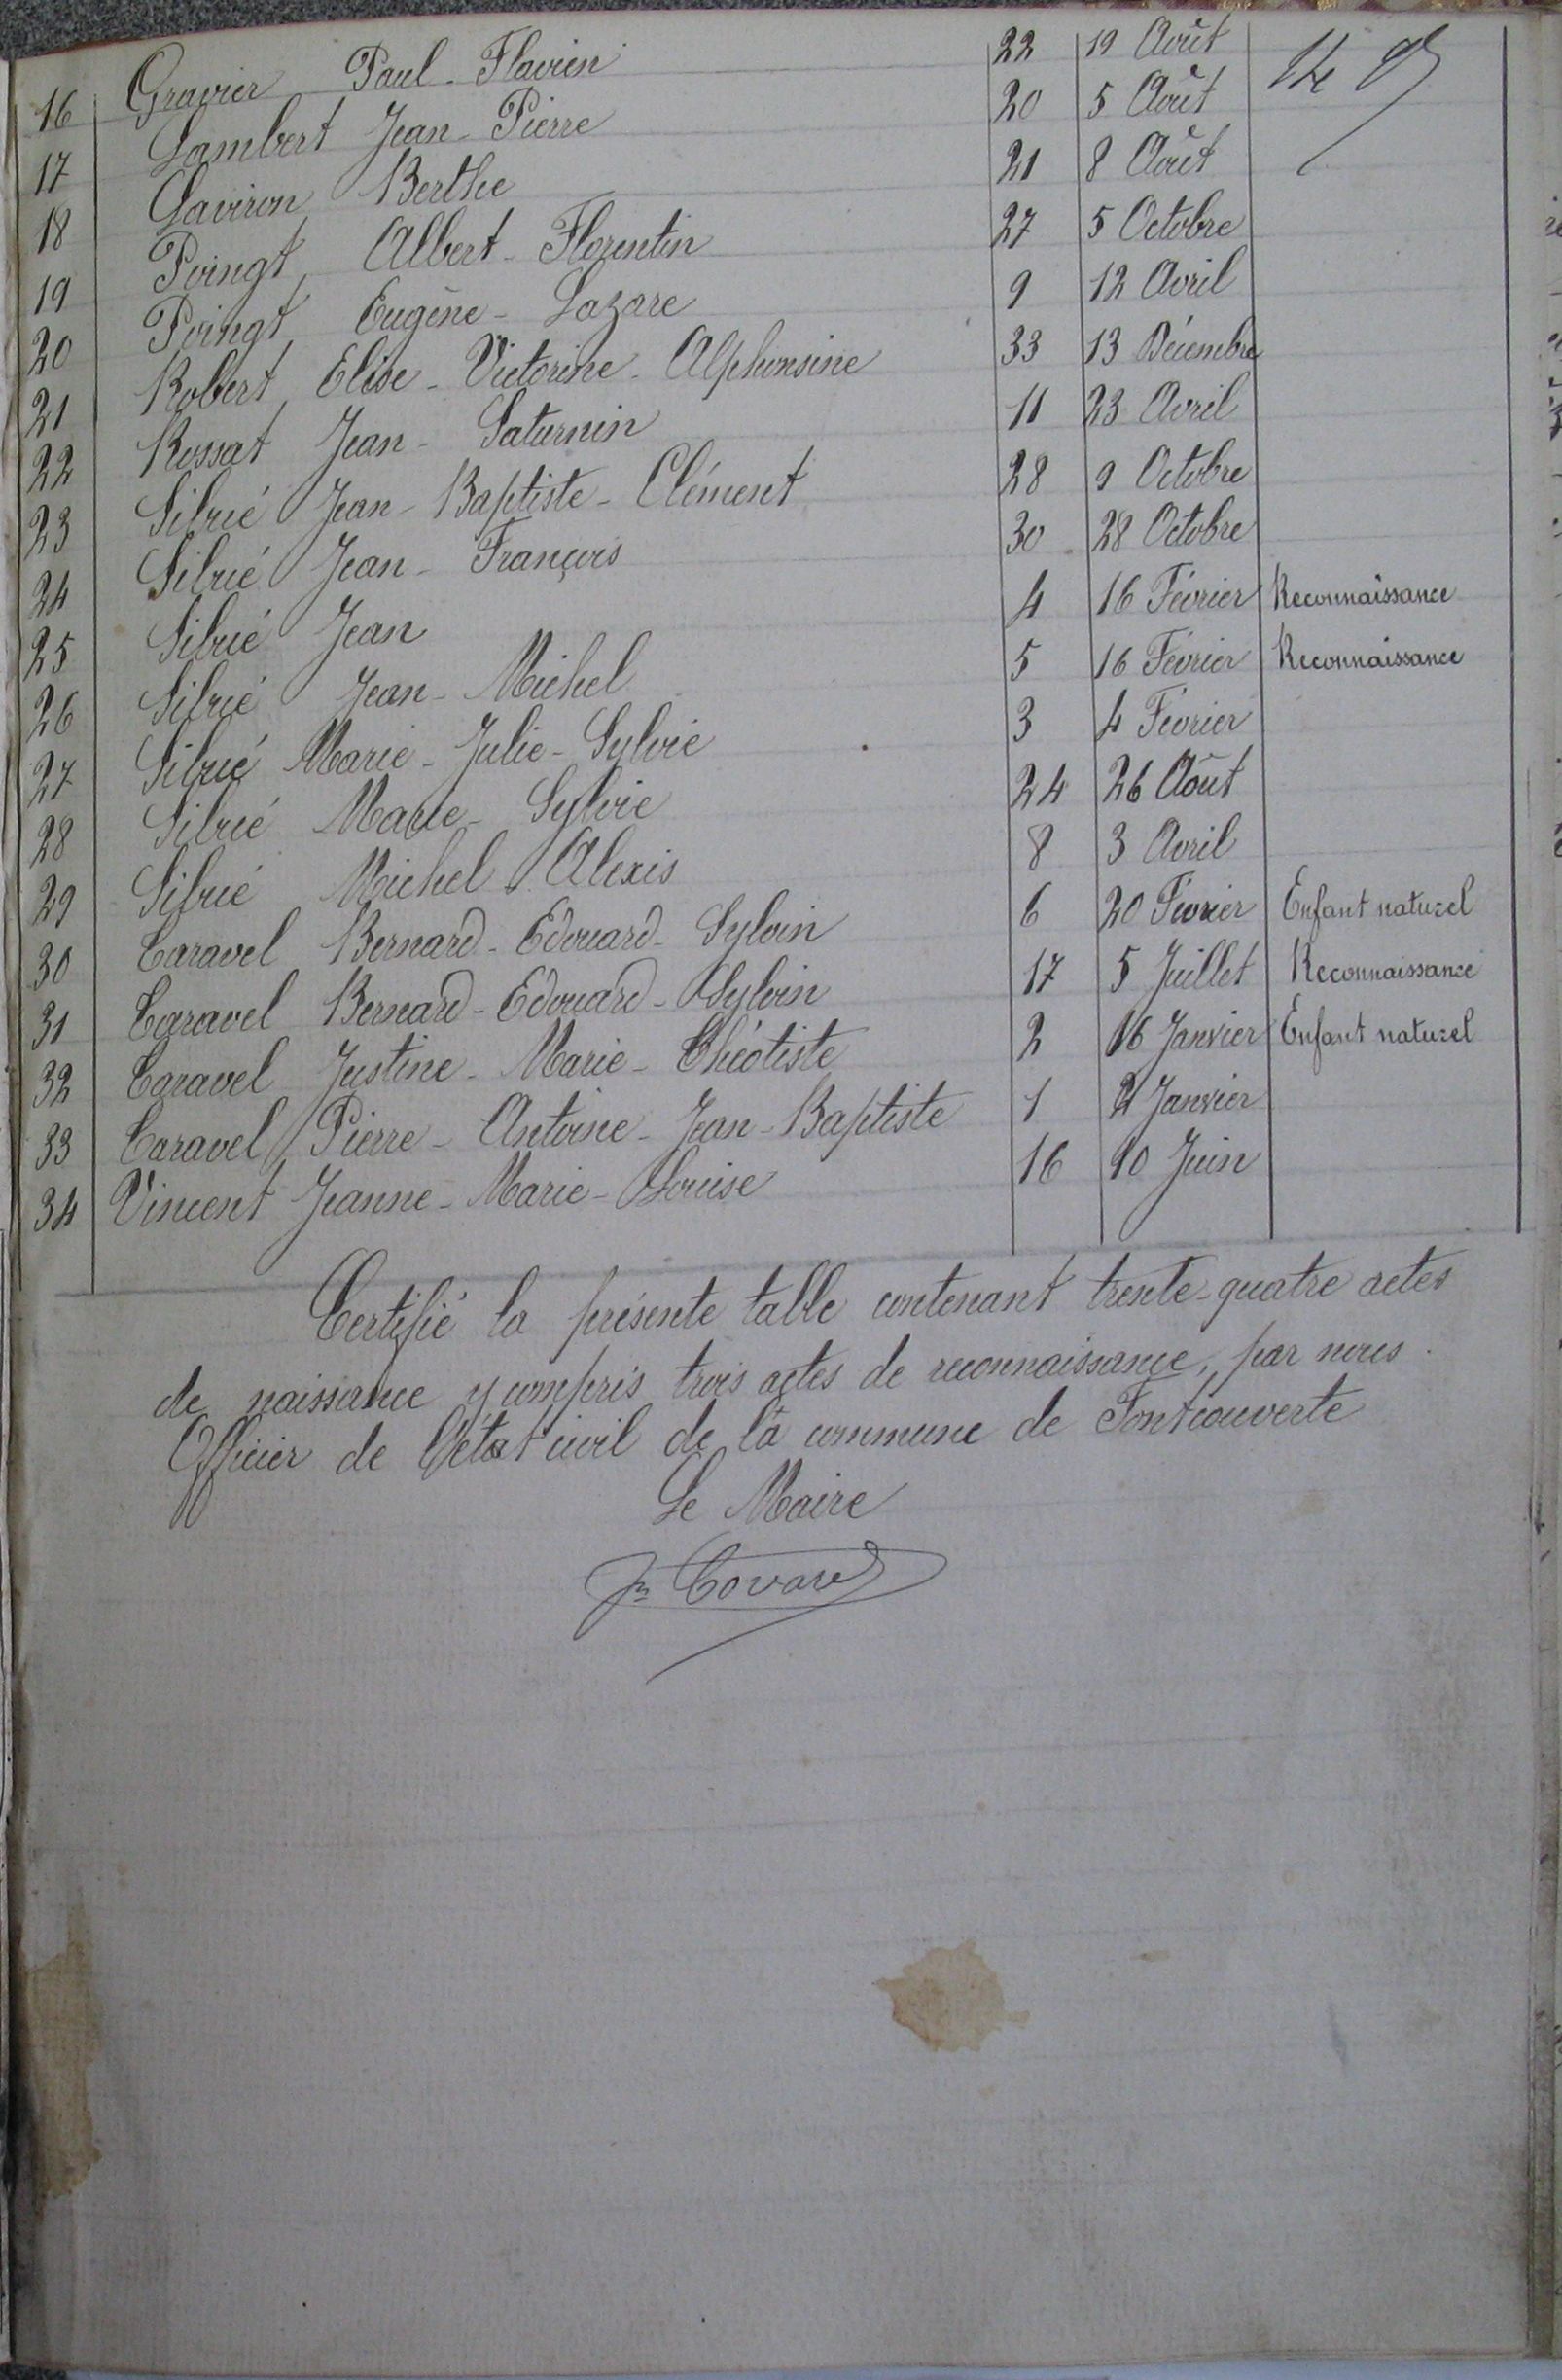 16 Gravier Paul - Flavien 22 19 Août
17 Lambert Jean - Pierre 20 5 Août
18 Laviron Berthe 21 8 Août
19 Poingt, Albert - Florentin 27 5 Octobre
20 Poingt, Eugène - Lazare 9 12 Avril
21 Robert, Elise - Victorine - Alphonsine 33 13 Décembre
22 Rossat Jean - Saturnin 11 23 Avril
23 Sibué Jean - Baptiste - Clément 28 9 Octobre
24 Sibué Jean - François 30 28 Octobre
25 Sibué Jean 4 16 Février Reconnaissance
26 Sibué Jean - Michel 5 16 Février Reconnaissance
27 Sibué Marie - Julie - Sylvie 3 4 Février
28 Sibué Marie - Sylvie 24 26 Août
29 Sibué Michel Alexis 8 3 Avril
30 Taravel Bernard - Edouard - Sylvin 6 20 Février Enfant naturel
31 Taravel Bernard - Edouard - Sylvin 17 5 Juillet Reconnaissance
32 Taravel Justine - Marie - Théotiste 2 16 Janvier Enfant naturel
33 Taravel Pierre - Antoine - Jean - Baptiste 1 2 Janvier
34 Vincent Jeanne - Marie - Louise 16 10 Juin
Certifié la présente table contenant trente-quatre actes
de naissance y compris trois actes de reconnaissance, par nous
Officier de l'état civil de la commune de Fontcouverte
Le Maire